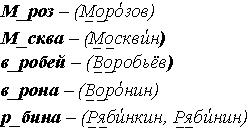 М_роз – (Моро́зов)
М_сква – (Москви́н)
в_робей – (Воробьёв)
в_рона – (Воро́нин)
р_бина – (Ряби́нкин, Ряби́нин)